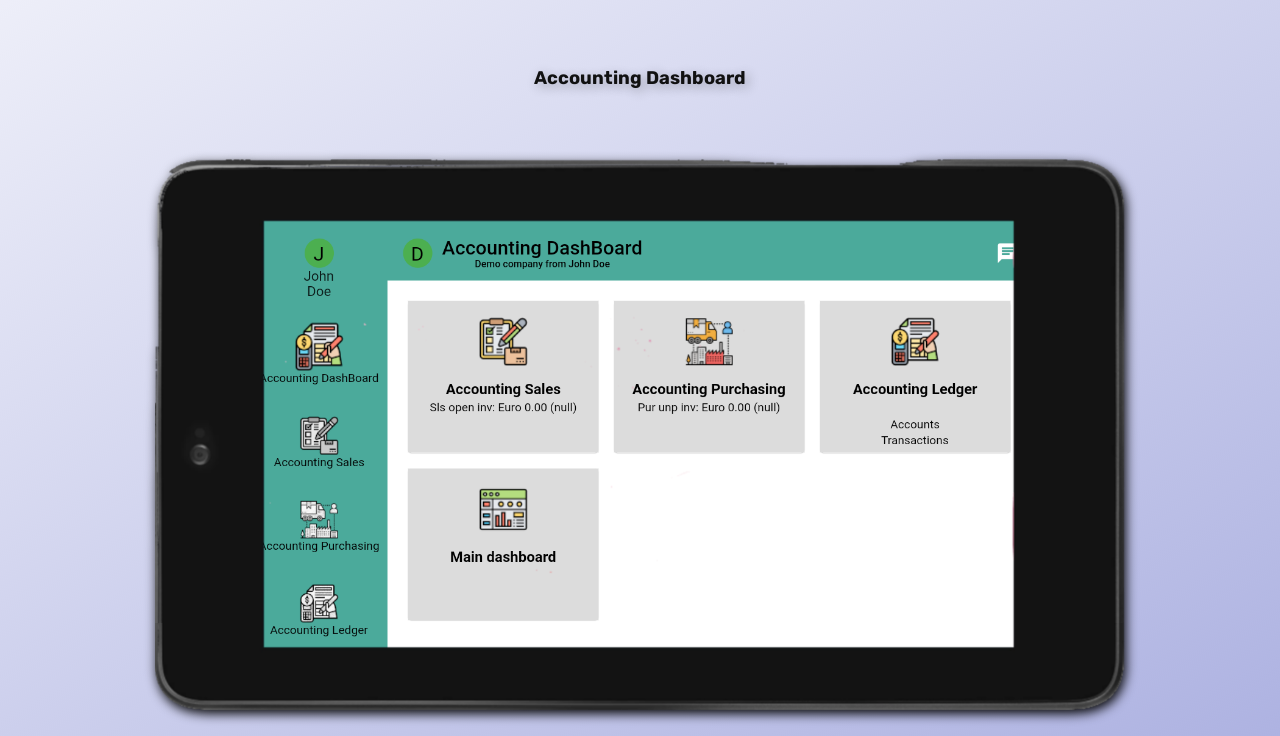 Accounting Dashboard
J
John
Doe
D
Accounting DashBoard
Demo company from John Doe
Accounting DashBoard
Accounting Sales
Accounting Purchasing
Accounting Ledger
Accounting Sales
Sls open inv: Euro 0.00 (null)
Accounting Purchasing
Pur unp inv: Euro 0.00 (null)
Accounting Ledger
Accounts
Transactions
Main dashboard